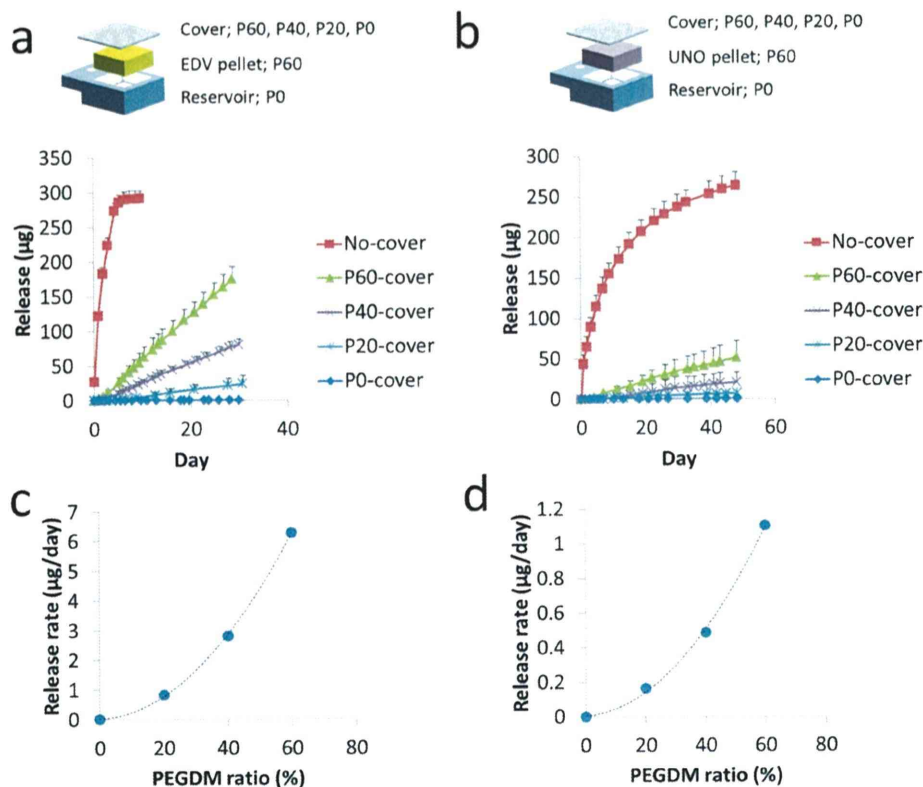 a
Cover; P60, P40, P20, P0
EDV pellet; P60
Reservoir; P0
350
300
250
200
150
100
50
0
Release (µg)
0 20 40
Day
No-cover
P60-cover
P40-cover
P20-cover
P0-cover
b
Cover; P60, P40, P20, P0
UNO pellet; P60
Reservoir; P0
300
250
200
150
100
50
0
Release (µg)
0 20 40 60
Day
No-cover
P60-cover
P40-cover
P20-cover
P0-cover
c
7
6
5
4
3
2
1
0
Release rate (µg/day)
0 20 40 60 80
PEGDM ratio (%)
d
1.2
1
0.8
0.6
0.4
0.2
0
Release rate (µg/day)
0 20 40 60 80
PEGDM ratio (%)